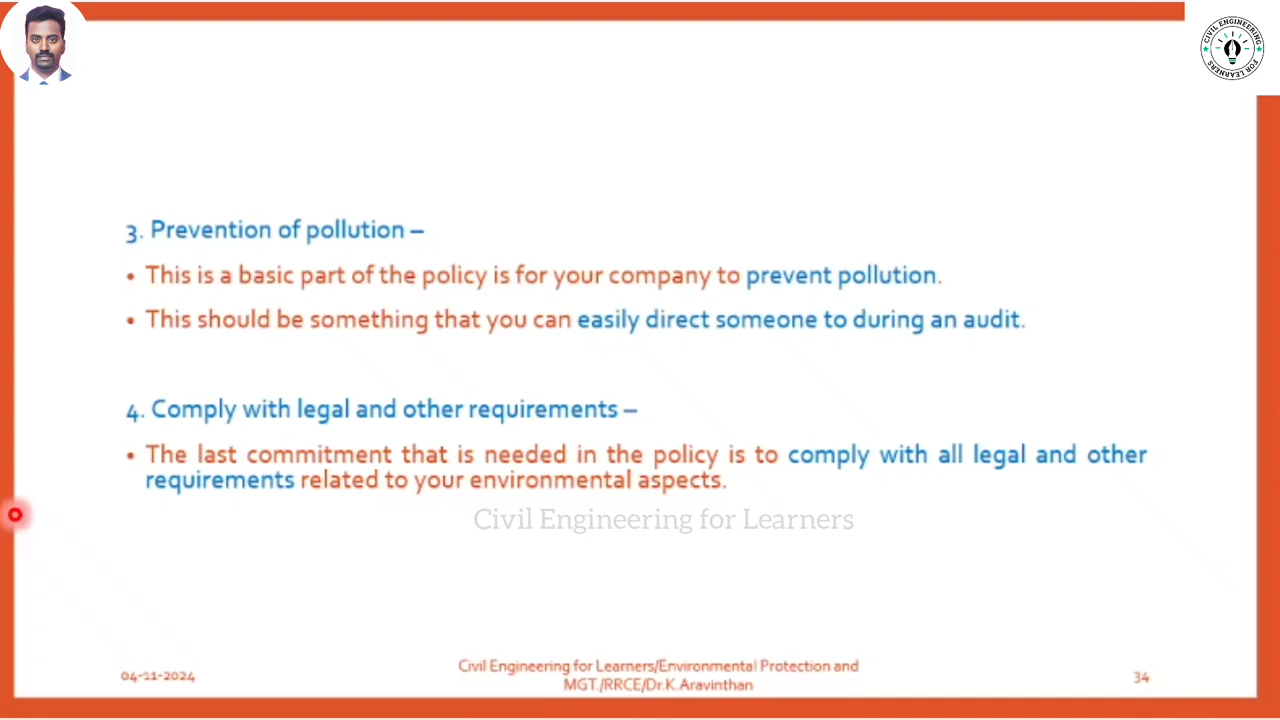 CIVIL ENGINEERING
FOR LEARNERS
3. Prevention of pollution –
• This is a basic part of the policy is for your company to prevent pollution.
• This should be something that you can easily direct someone to during an audit.
4. Comply with legal and other requirements –
• The last commitment that is needed in the policy is to comply with all legal and other
requirements related to your environmental aspects.
Civil Engineering for Learners
04-11-2024
Civil Engineering for Learners/Environmental Protection and
MGT./RRCE/Dr.K.Aravinthan
34